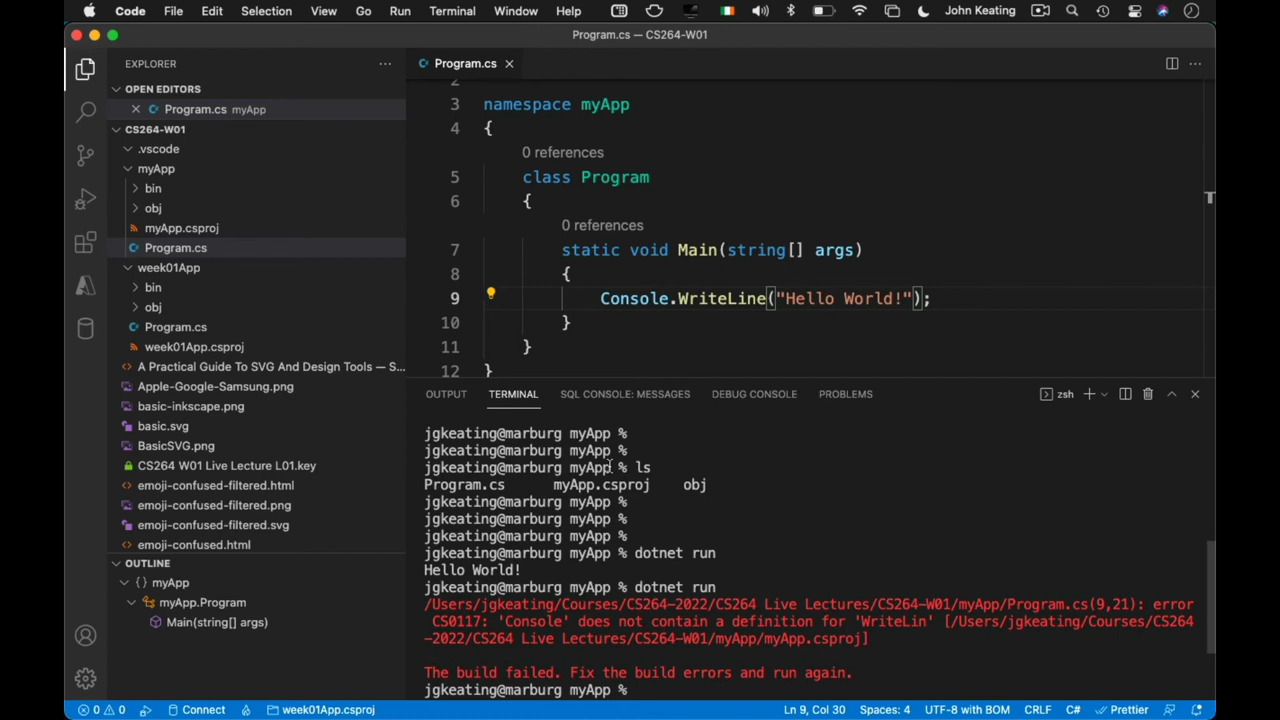 Code File Edit Selection View Go Run Terminal Window Help John Keating
Program.cs — CS264-W01
EXPLORER
Program.cs
OPEN EDITORS
Program.cs myApp
CS264-W01
.vscode
myApp
bin
obj
myApp.csproj
Program.cs
week01App
bin
obj
Program.cs
week01App.csproj
A Practical Guide To SVG And Design Tools — S...
Apple-Google-Samsung.png
basic-inkscape.png
basic.svg
BasicSVG.png
CS264 W01 Live Lecture L01.key
emoji-confused-filtered.html
emoji-confused-filtered.png
emoji-confused-filtered.svg
emoji-confused.html
OUTLINE
{ } myApp
myApp.Program
Main(string[] args)
2
3 namespace myApp
4 {
0 references
5 class Program
6 {
0 references
7 static void Main(string[] args)
8 {
9 Console.WriteLine("Hello World!");
10 }
11 }
12 }
OUTPUT TERMINAL SQL CONSOLE: MESSAGES DEBUG CONSOLE PROBLEMS zsh
jgkeating@marburg myApp %
jgkeating@marburg myApp %
jgkeating@marburg myApp % ls
Program.cs myApp.csproj obj
jgkeating@marburg myApp %
jgkeating@marburg myApp %
jgkeating@marburg myApp %
jgkeating@marburg myApp % dotnet run
Hello World!
jgkeating@marburg myApp % dotnet run
/Users/jgkeating/Courses/CS264-2022/CS264 Live Lectures/CS264-W01/myApp/Program.cs(9,21): error
CS0117: 'Console' does not contain a definition for 'WriteLin' [/Users/jgkeating/Courses/CS264
-2022/CS264 Live Lectures/CS264-W01/myApp/myApp.csproj]
The build failed. Fix the build errors and run again.
jgkeating@marburg myApp %
0 0 Connect week01App.csproj Ln 9, Col 30 Spaces: 4 UTF-8 with BOM CRLF C# Prettier